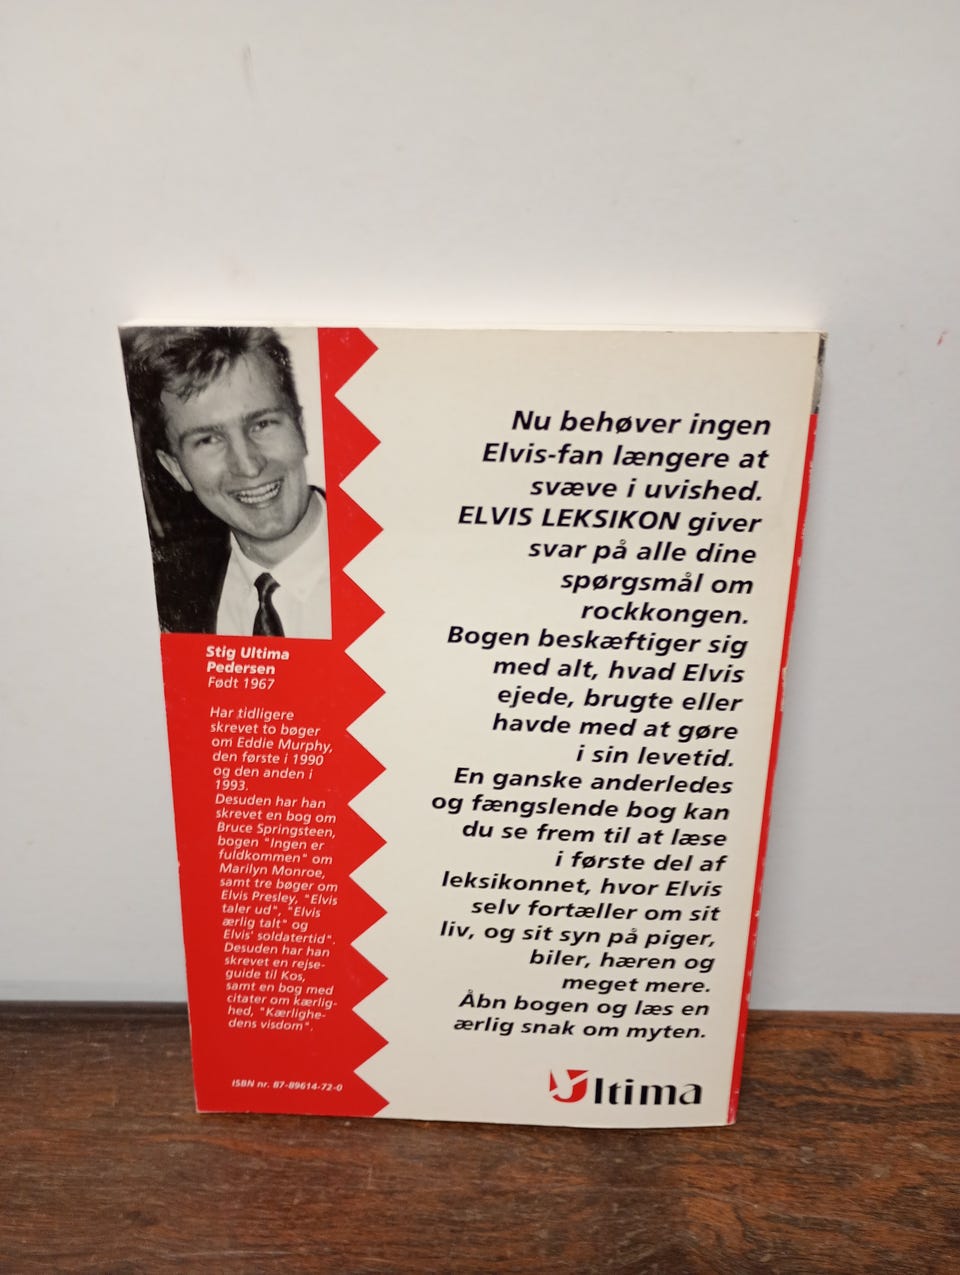 Stig Ultima
Pedersen
Født 1967
Har tidligere
skrevet to bøger
om Eddie Murphy,
den første i 1990
og den anden i
1993.
Desuden har han
skrevet en bog om
Bruce Springsteen,
bogen "Ingen er
fuldkommen" om
Marilyn Monroe,
samt tre bøger om
Elvis Presley, "Elvis
taler ud", "Elvis
ærlig talt" og
Elvis' soldatertid".
Desuden har han
skrevet en rejse-
guide til Kos,
samt en bog med
citater om kærlig-
hed, "Kærlighe-
dens visdom".
ISBN nr. 87-89614-72-0
Nu behøver ingen
Elvis-fan længere at
svæve i uvished.
ELVIS LEKSIKON giver
svar på alle dine
spørgsmål om
rockkongen.
Bogen beskæftiger sig
med alt, hvad Elvis
ejede, brugte eller
havde med at gøre
i sin levetid.
En ganske anderledes
og fængslende bog kan
du se frem til at læse
i første del af
leksikonnet, hvor Elvis
selv fortæller om sit
liv, og sit syn på piger,
biler, hæren og
meget mere.
Åbn bogen og læs en
ærlig snak om myten.
Ultima